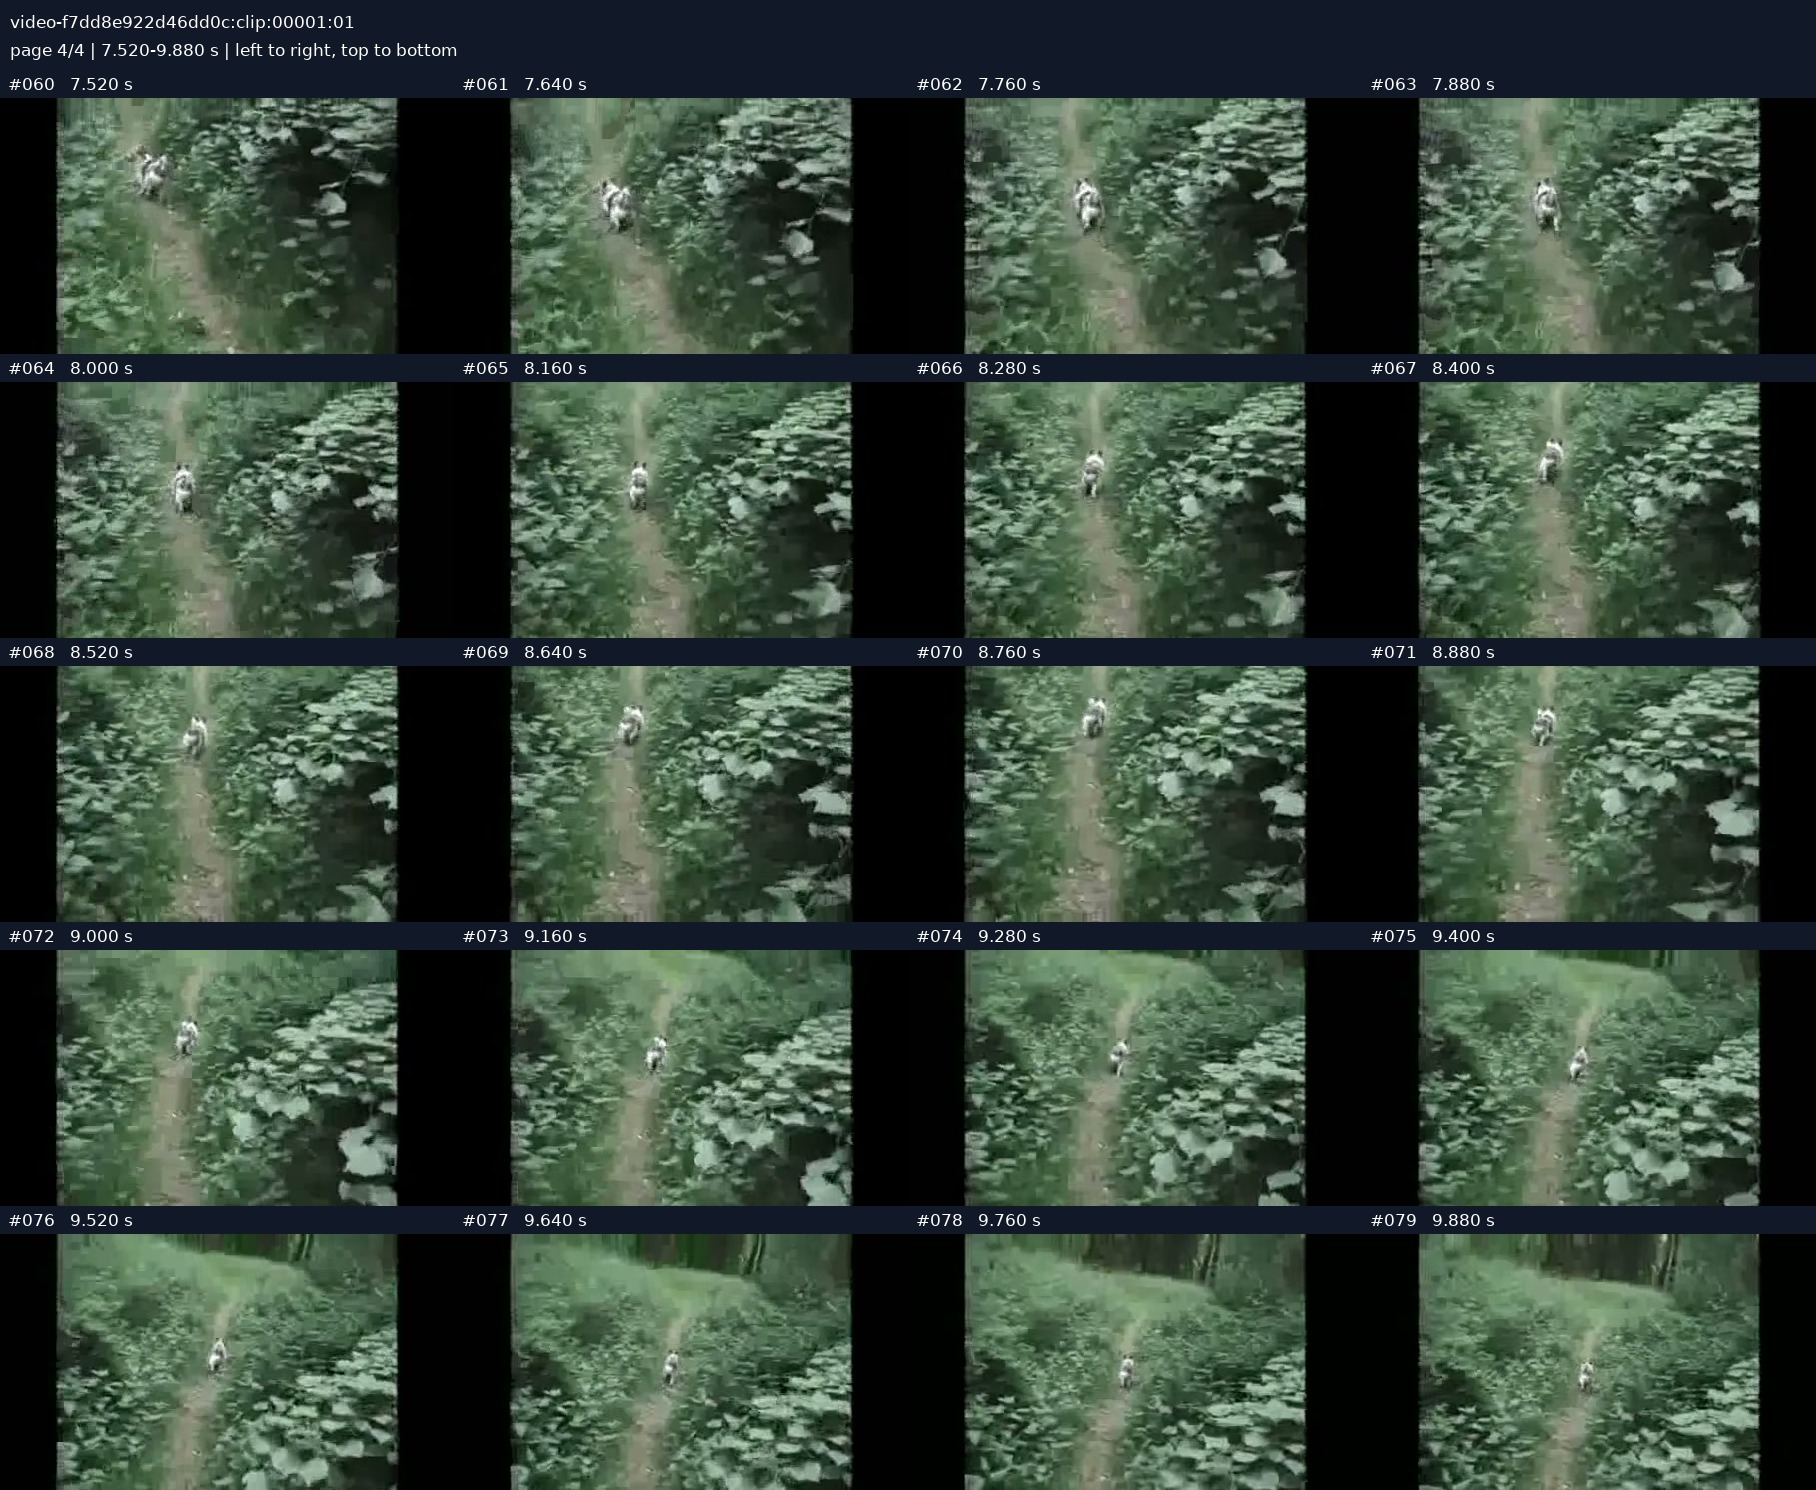 video-f7dd8e922d46dd0c:clip:00001:01
page 4/4 | 7.520-9.880 s | left to right, top to bottom
#060 7.520 s
#061 7.640 s
#062 7.760 s
#063 7.880 s
#064 8.000 s
#065 8.160 s
#066 8.280 s
#067 8.400 s
#068 8.520 s
#069 8.640 s
#070 8.760 s
#071 8.880 s
#072 9.000 s
#073 9.160 s
#074 9.280 s
#075 9.400 s
#076 9.520 s
#077 9.640 s
#078 9.760 s
#079 9.880 s